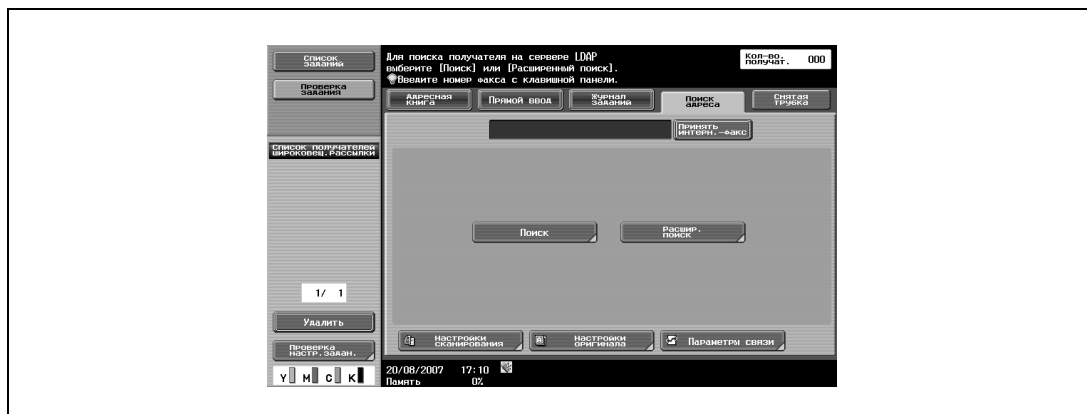 Список
задания
Проверка
задания
Список получателей
широковещ.рассылки
1/ 1
Удалить
Проверка
настр.задан.
Y M C K
Для поиска получателя на сервере LDAP
выберите [Поиск] или [Расширенный поиск].
Введите номер факса с клавишной панели.
Кол-во.
получат. 000
Адресная
книга
Прямой ввод
Журнал
заданий
Поиск
адреса
Снятая
трубка
Принять
интерн.-факс
Поиск
Расшир.
поиск
Настройки
сканирования
Настройки
оригинала
Параметры связи
20/08/2007 17:10
Память 0%